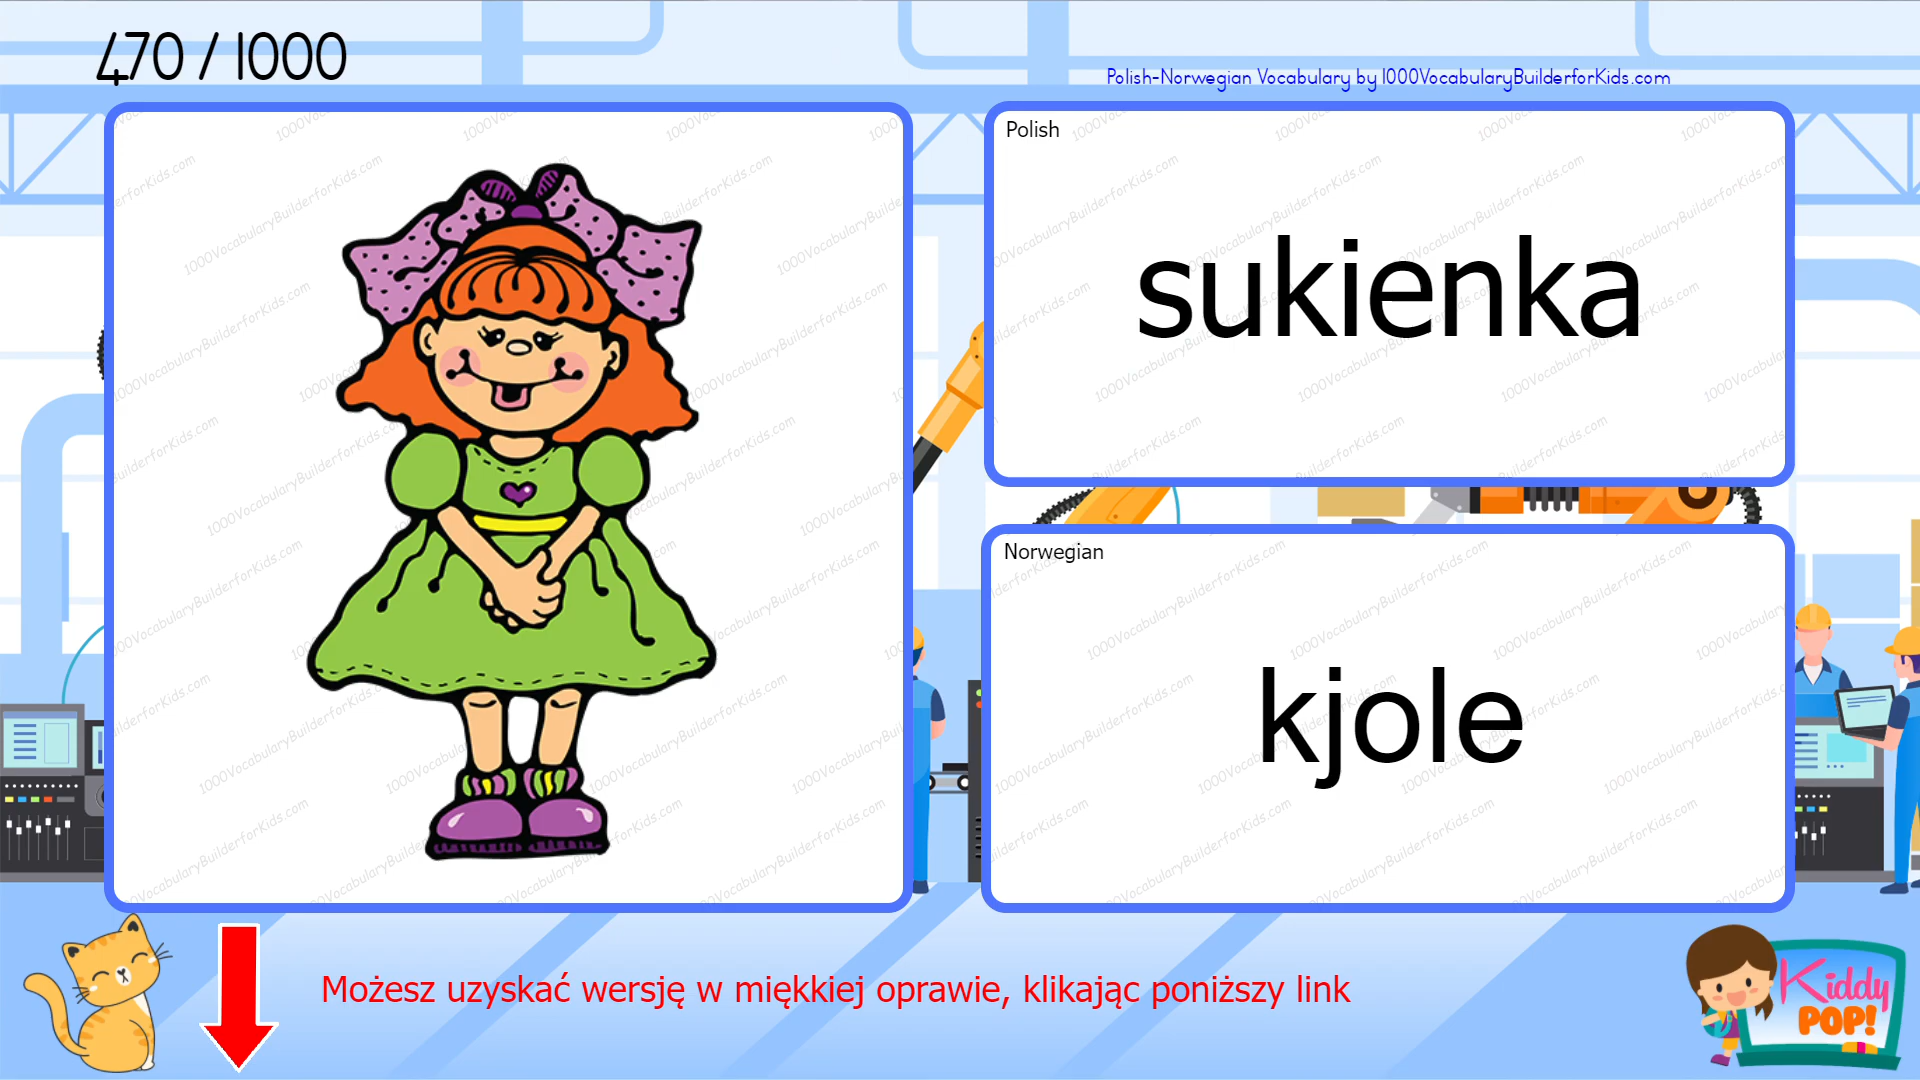 470 / 1000
Polish-Norwegian Vocabulary by 1000VocabularyBuilderforKids.com
Polish
sukienka
Norwegian
kjole
Możesz uzyskać wersję w miękkiej oprawie, klikając poniższy link
Kiddy
POP!